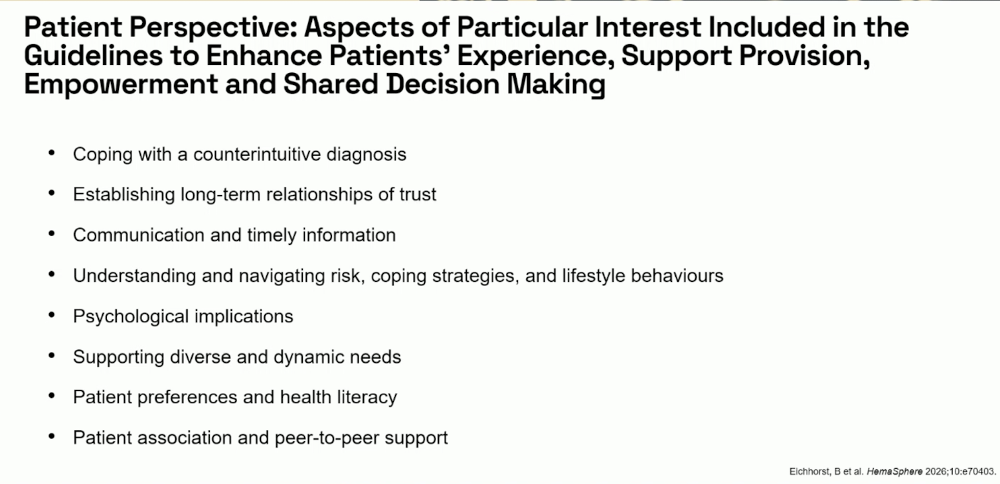 Patient Perspective: Aspects of Particular Interest Included in the
Guidelines to Enhance Patients’ Experience, Support Provision,
Empowerment and Shared Decision Making
• Coping with a counterintuitive diagnosis
• Establishing long-term relationships of trust
• Communication and timely information
• Understanding and navigating risk, coping strategies, and lifestyle behaviours
• Psychological implications
• Supporting diverse and dynamic needs
• Patient preferences and health literacy
• Patient association and peer-to-peer support
Eichhorst, B et al. HemaSphere 2026;10:e70403.